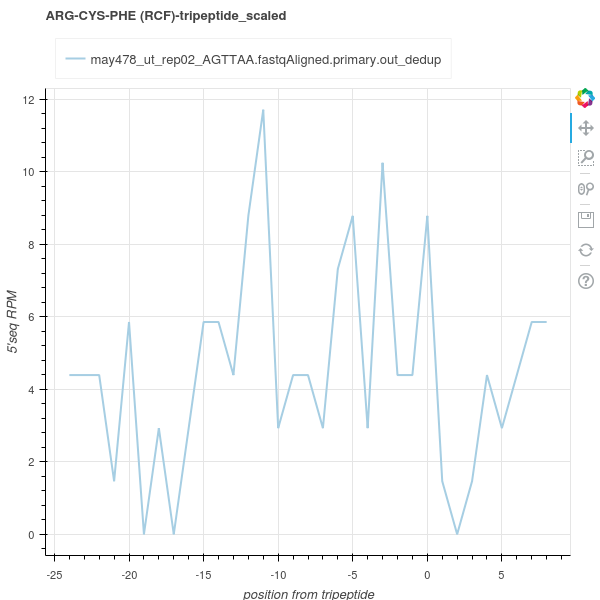 ARG-CYS-PHE (RCF)-tripeptide_scaled
may478_ut_rep02_AGTTAA.fastqAligned.primary.out_dedup
12
10
8
6
4
2
0
5'seq RPM
-25 -20 -15 -10 -5 0 5
position from tripeptide